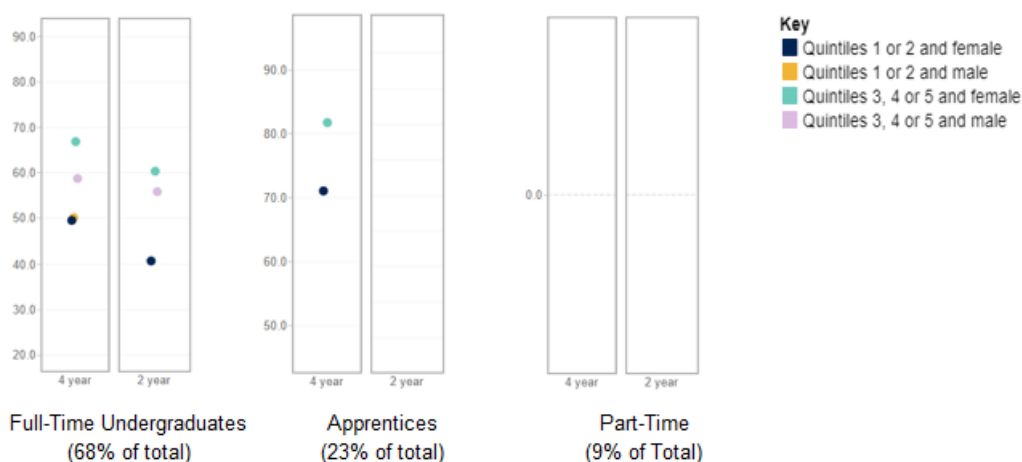 90.0
80.0
70.0
60.0
50.0
40.0
30.0
20.0
4 year
2 year
90.0
80.0
70.0
60.0
50.0
4 year
2 year
0.0
4 year
2 year
Key
Quintiles 1 or 2 and female
Quintiles 1 or 2 and male
Quintiles 3, 4 or 5 and female
Quintiles 3, 4 or 5 and male
Full-Time Undergraduates
(68% of total)
Apprentices
(23% of total)
Part-Time
(9% of Total)